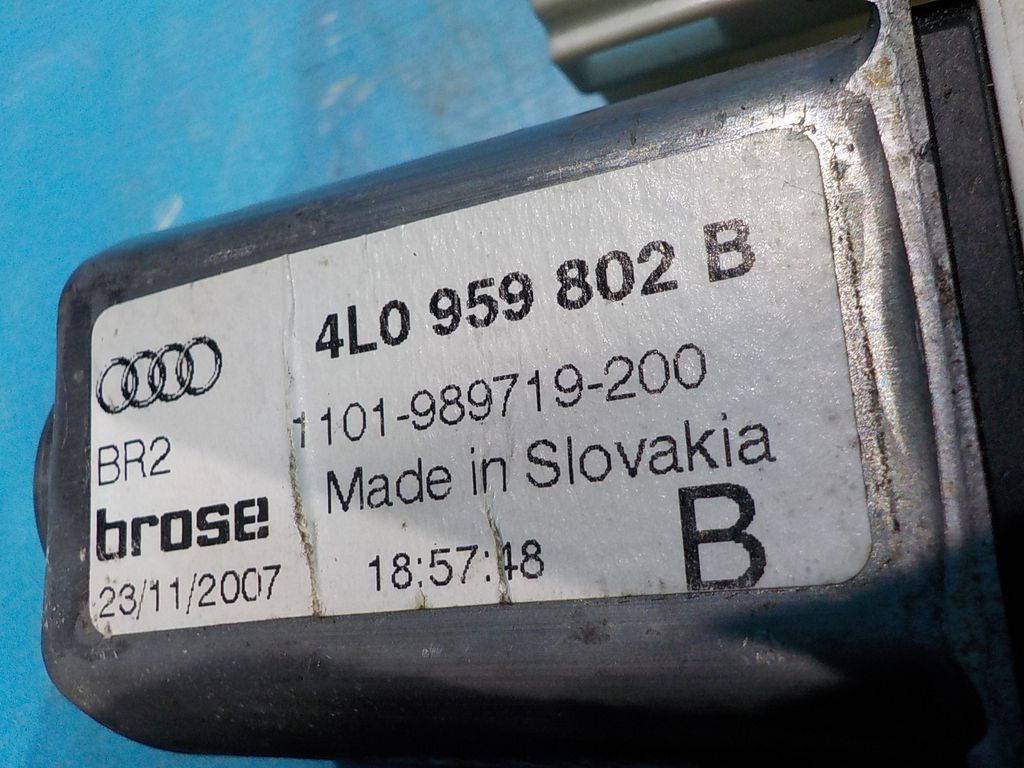 4L0 959 802 B
1101-989719-200
BR2
Made in Slovakia
brose
B
23/11/2007
18:57:48